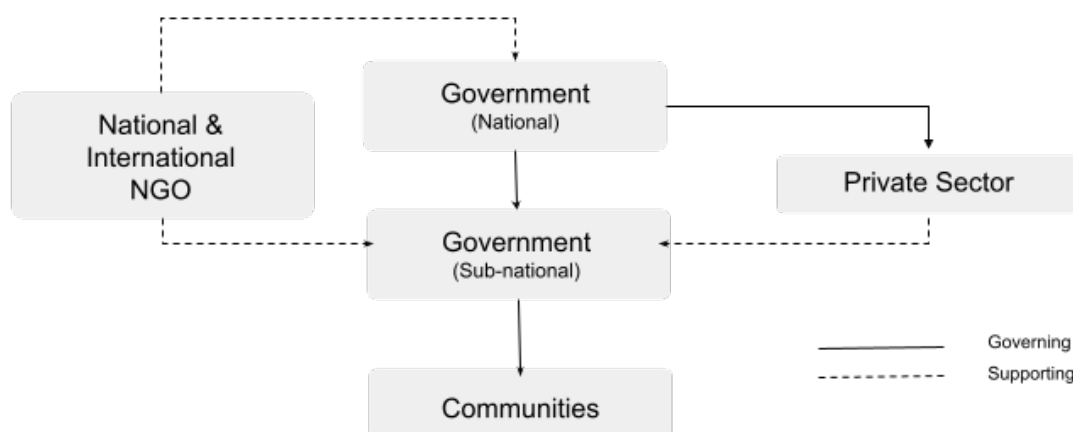 Government
(National)
National &
International
NGO
Private Sector
Government
(Sub-national)
Governing
Supporting
Communities